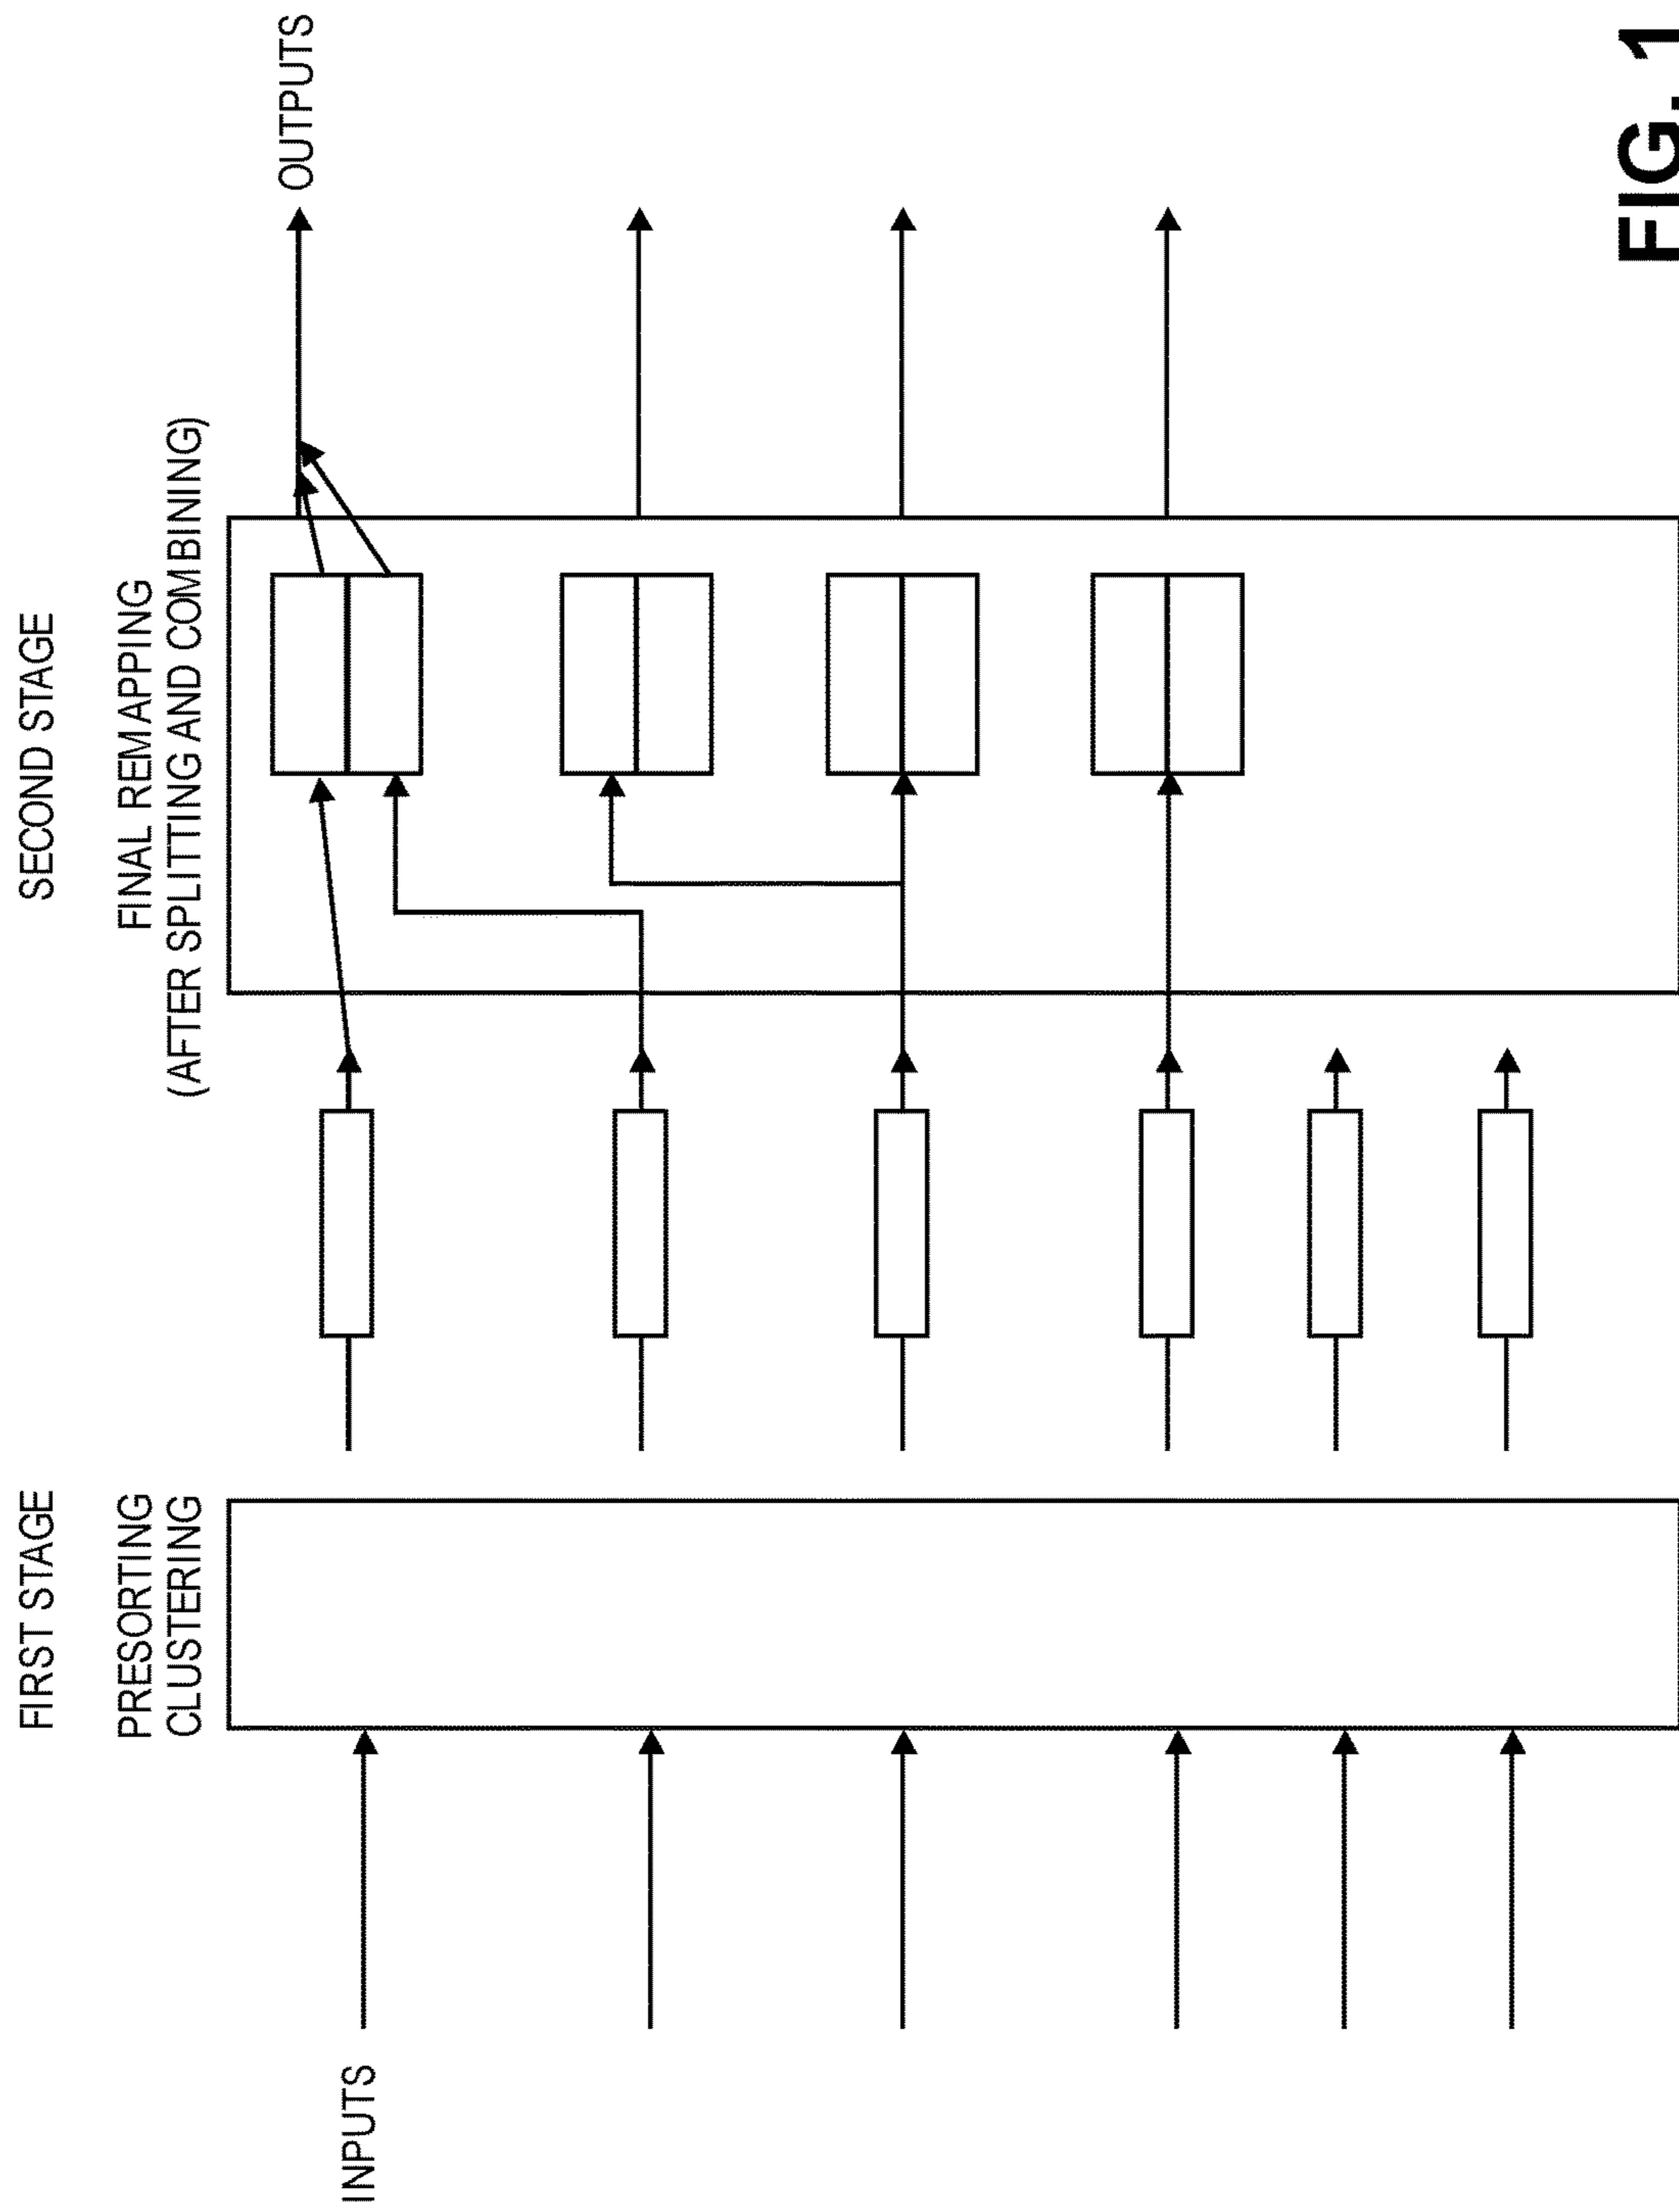 FIRST STAGE
SECOND STAGE
PRESORTING
CLUSTERING
FINAL REMAPPING
(AFTER SPLITTING AND COMBINING)
INPUTS
OUTPUTS
FIG. 1